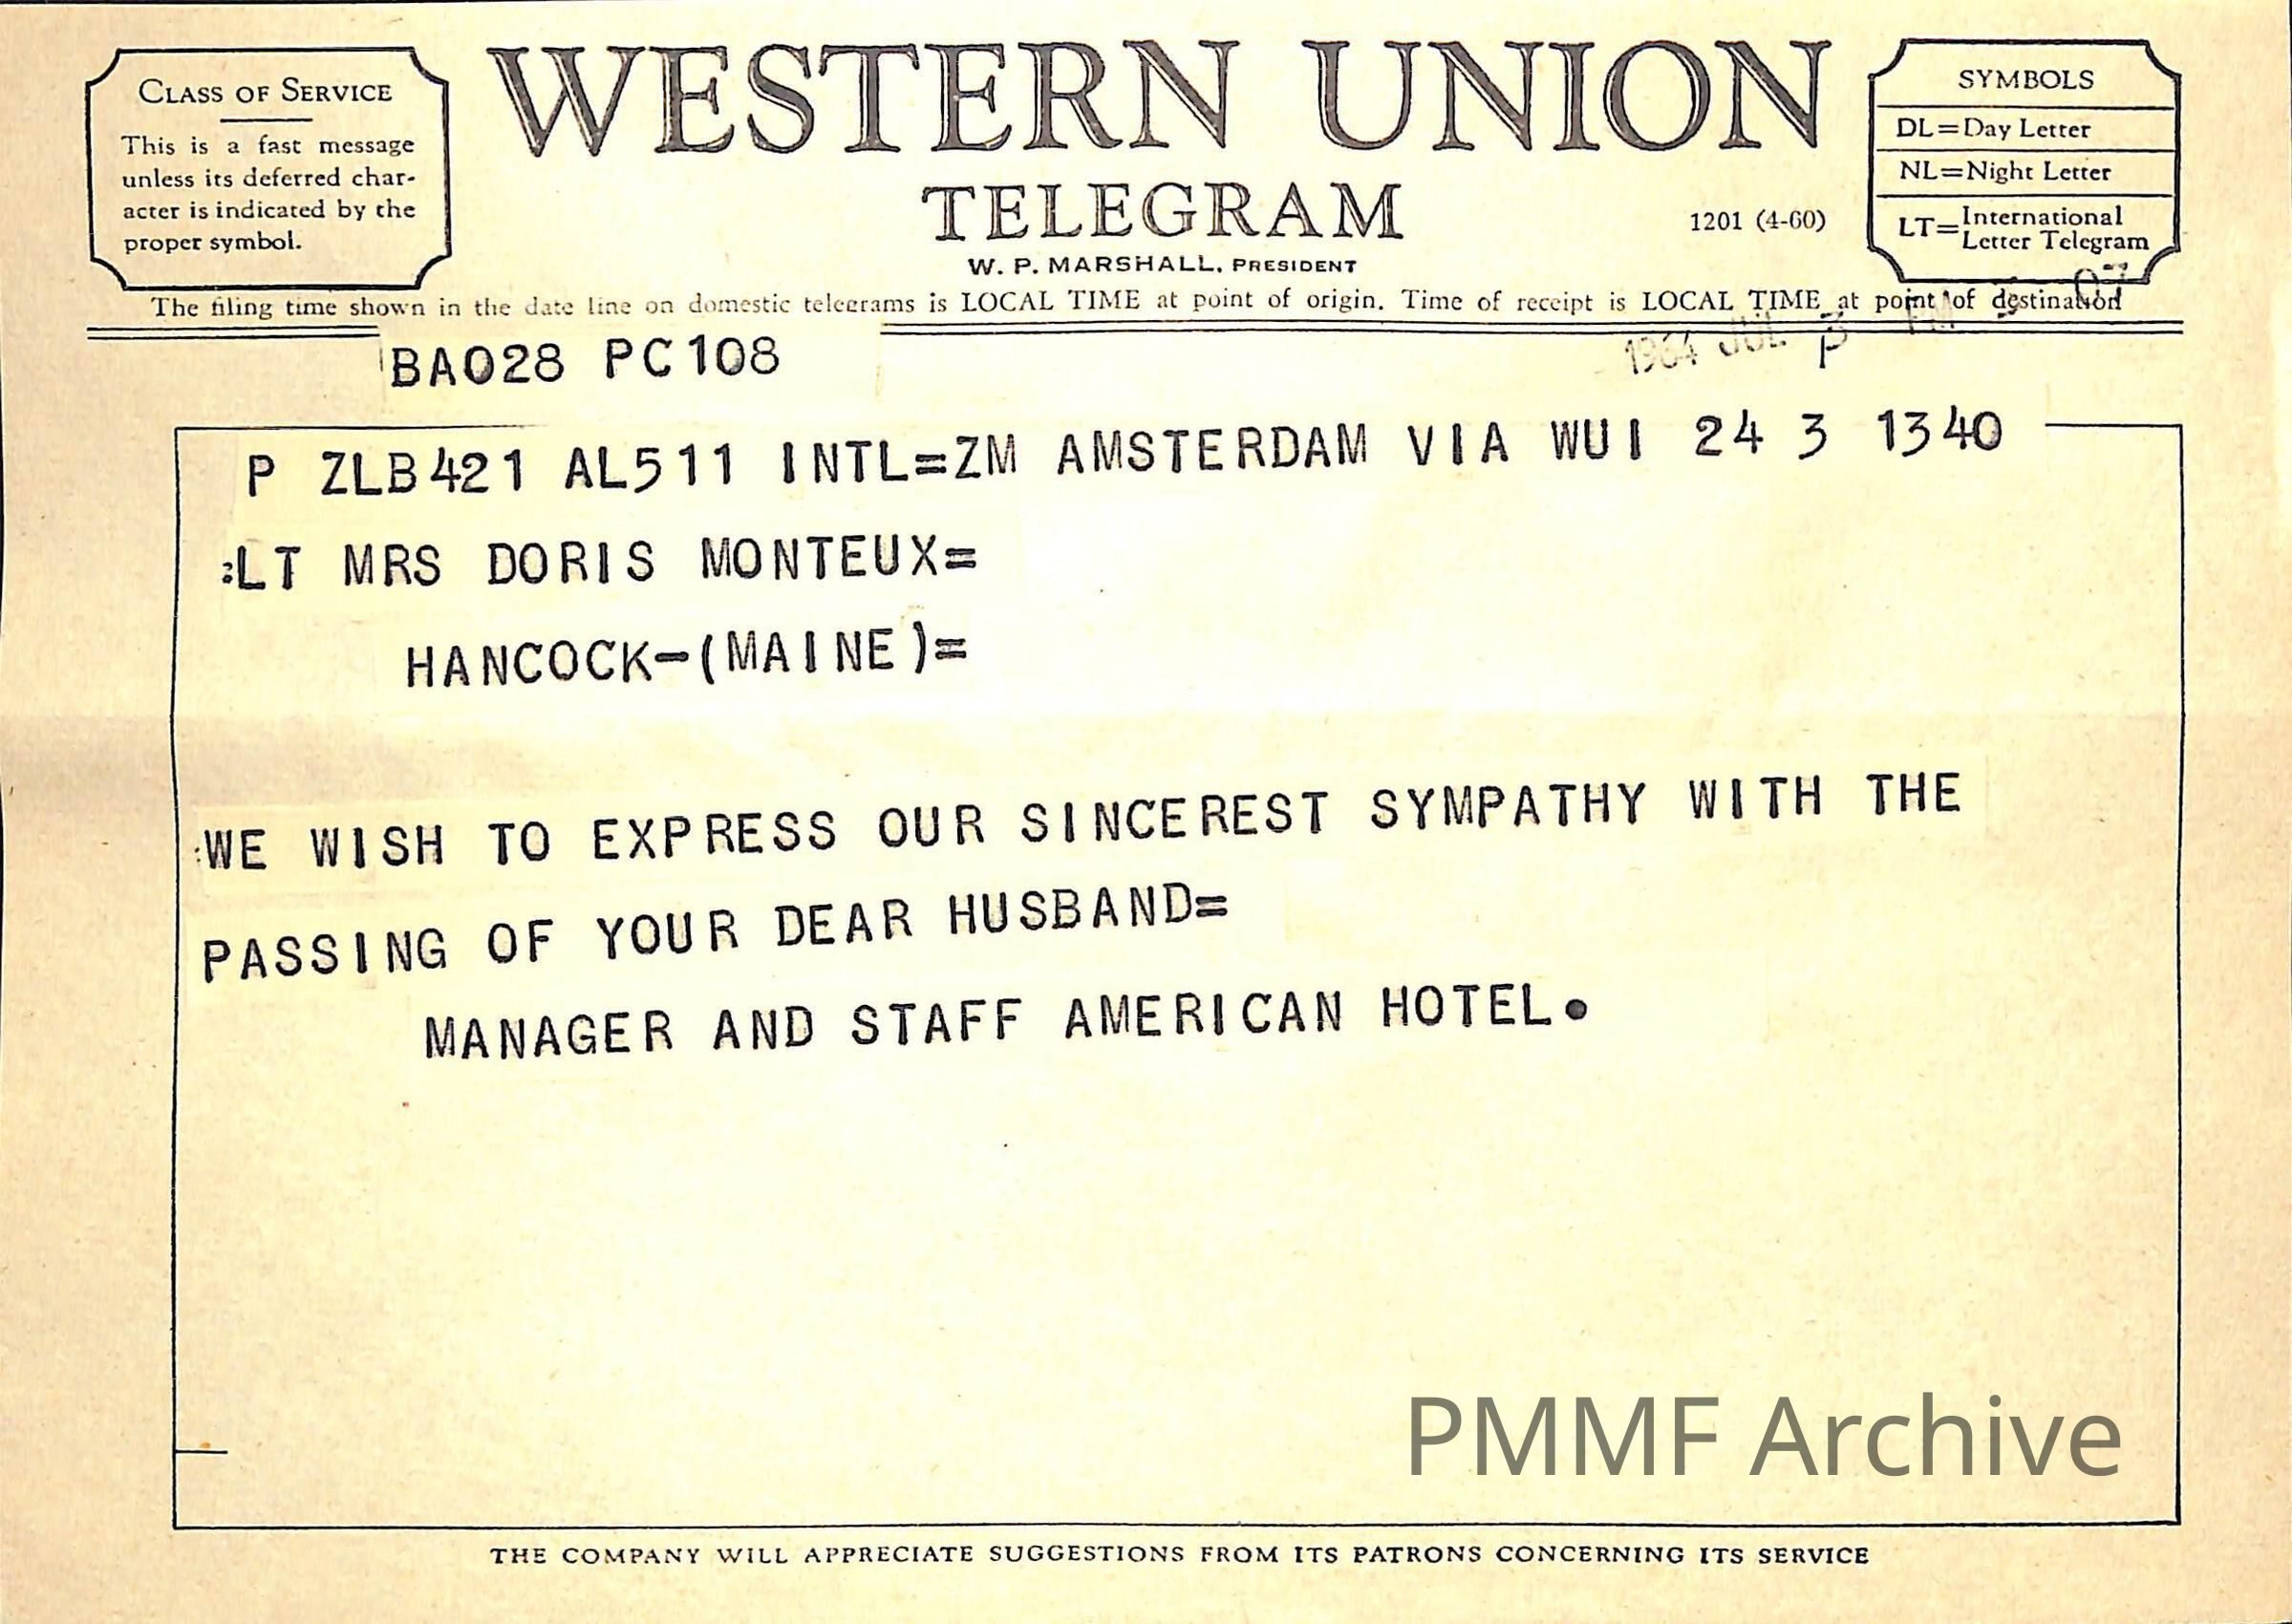 CLASS OF SERVICE
This is a fast message
unless its deferred char-
acter is indicated by the
proper symbol.
WESTERN UNION
TELEGRAM
W. P. MARSHALL, PRESIDENT
1201 (4-60)
SYMBOLS
DL=Day Letter
NL=Night Letter
LT=International
Letter Telegram
The filing time shown in the date line on domestic telegrams is LOCAL TIME at point of origin. Time of receipt is LOCAL TIME at point of destination
1964 JUL 3 PM
BA028 PC108
P ZLB421 AL511 INTL=ZM AMSTERDAM VIA WUI 24 3 1340
:LT MRS DORIS MONTEUX=
HANCOCK-(MAINE)=
:WE WISH TO EXPRESS OUR SINCEREST SYMPATHY WITH THE
PASSING OF YOUR DEAR HUSBAND=
MANAGER AND STAFF AMERICAN HOTEL.
PMMF Archive
THE COMPANY WILL APPRECIATE SUGGESTIONS FROM ITS PATRONS CONCERNING ITS SERVICE